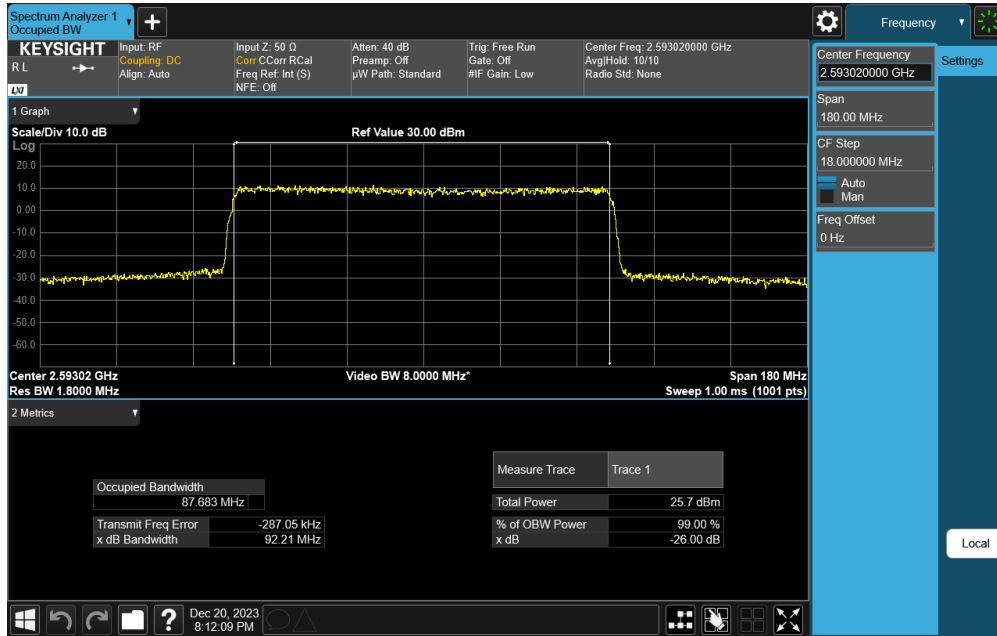 Spectrum Analyzer 1
Occupied BW
Frequency
KEYSIGHT
R L
LXI
Input: RF
Coupling: DC
Align: Auto
Input Z: 50 Ω
Corr CCorr RCal
Freq Ref: Int (S)
NFE: Off
Atten: 40 dB
Preamp: Off
µW Path: Standard
Trig: Free Run
Gate: Off
#IF Gain: Low
Center Freq: 2.593020000 GHz
Avg|Hold: 10/10
Radio Std: None
Center Frequency
2.593020000 GHz
Settings
Span
180.00 MHz
CF Step
18.000000 MHz
Auto
Man
Freq Offset
0 Hz
1 Graph
Scale/Div 10.0 dB
Ref Value 30.00 dBm
Log
20.0
10.0
0.00
-10.0
-20.0
-30.0
-40.0
-50.0
-60.0
Center 2.59302 GHz
Video BW 8.0000 MHz*
Span 180 MHz
Res BW 1.8000 MHz
Sweep 1.00 ms (1001 pts)
2 Metrics
Occupied Bandwidth
87.683 MHz
Transmit Freq Error -287.05 kHz
x dB Bandwidth 92.21 MHz
Measure Trace Trace 1
Total Power 25.7 dBm
% of OBW Power 99.00 %
x dB -26.00 dB
Local
?
Dec 20, 2023
8:12:09 PM